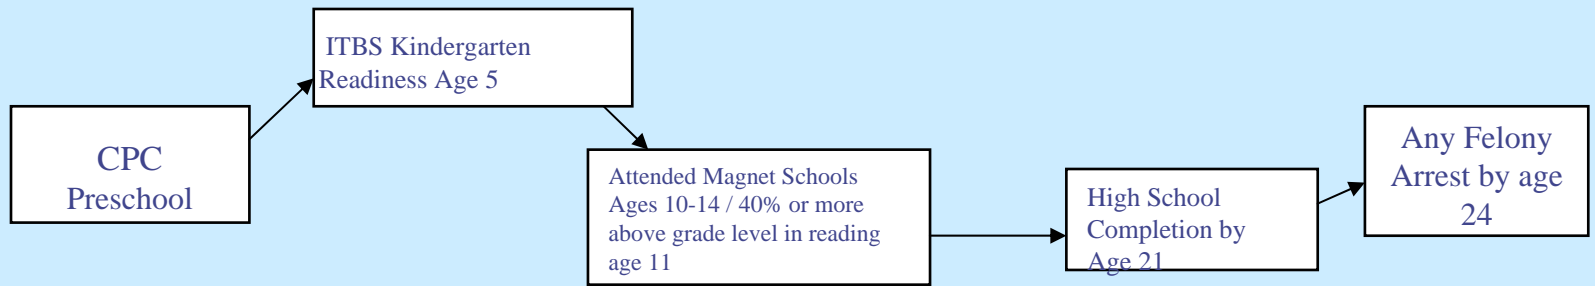 CPC
Preschool
ITBS Kindergarten
Readiness Age 5
Attended Magnet Schools
Ages 10-14 / 40% or more
above grade level in reading
age 11
High School
Completion by
Age 21
Any Felony
Arrest by age
24